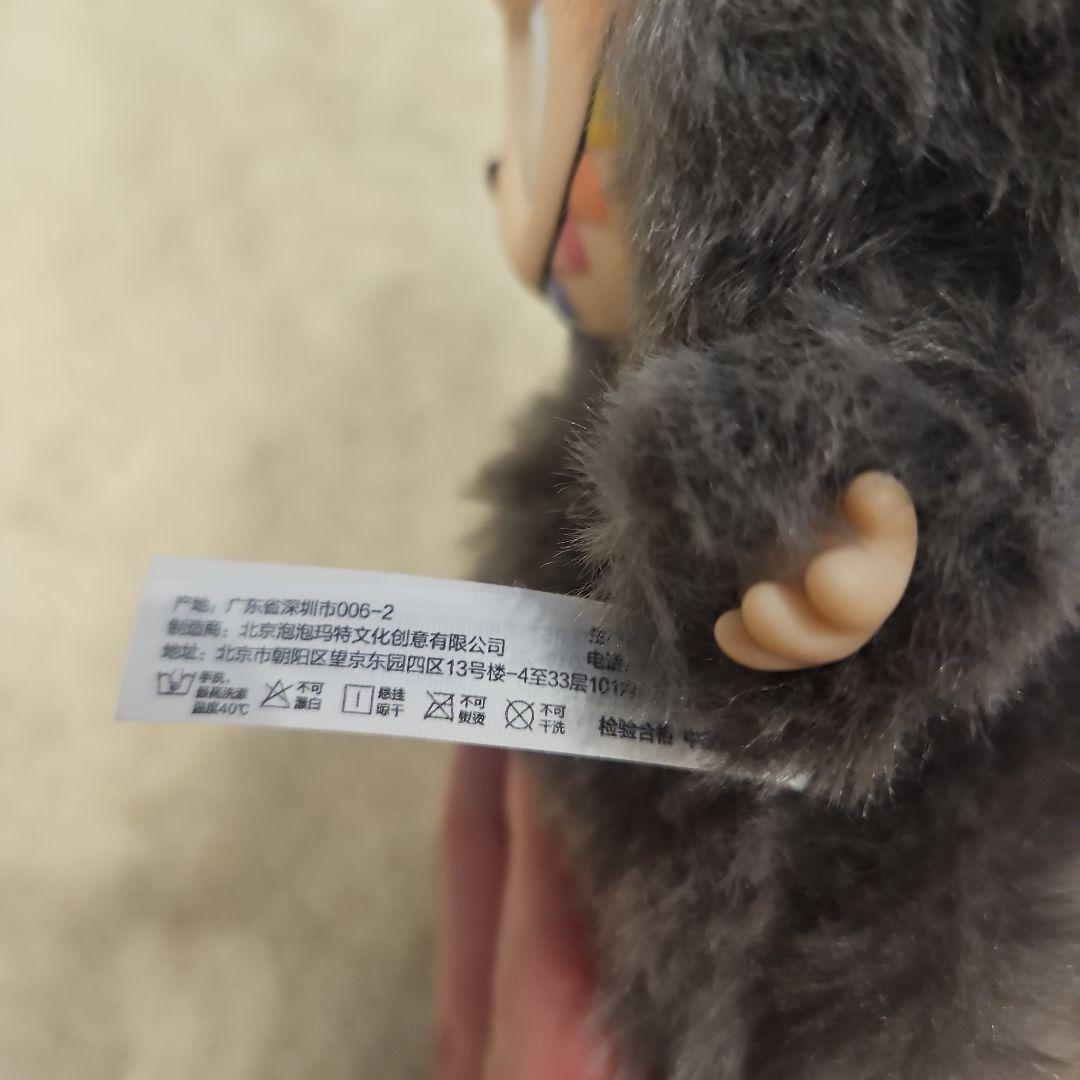 产地：广东省深圳市006-2
制造商：北京泡泡玛特文化创意有限公司
电话：
地址：北京市朝阳区望京东园四区13号楼-4至33层101内
手洗，
最高洗涤
温度40℃
不可
漂白
悬挂
晾干
不可
熨烫
不可
干洗
检验合格